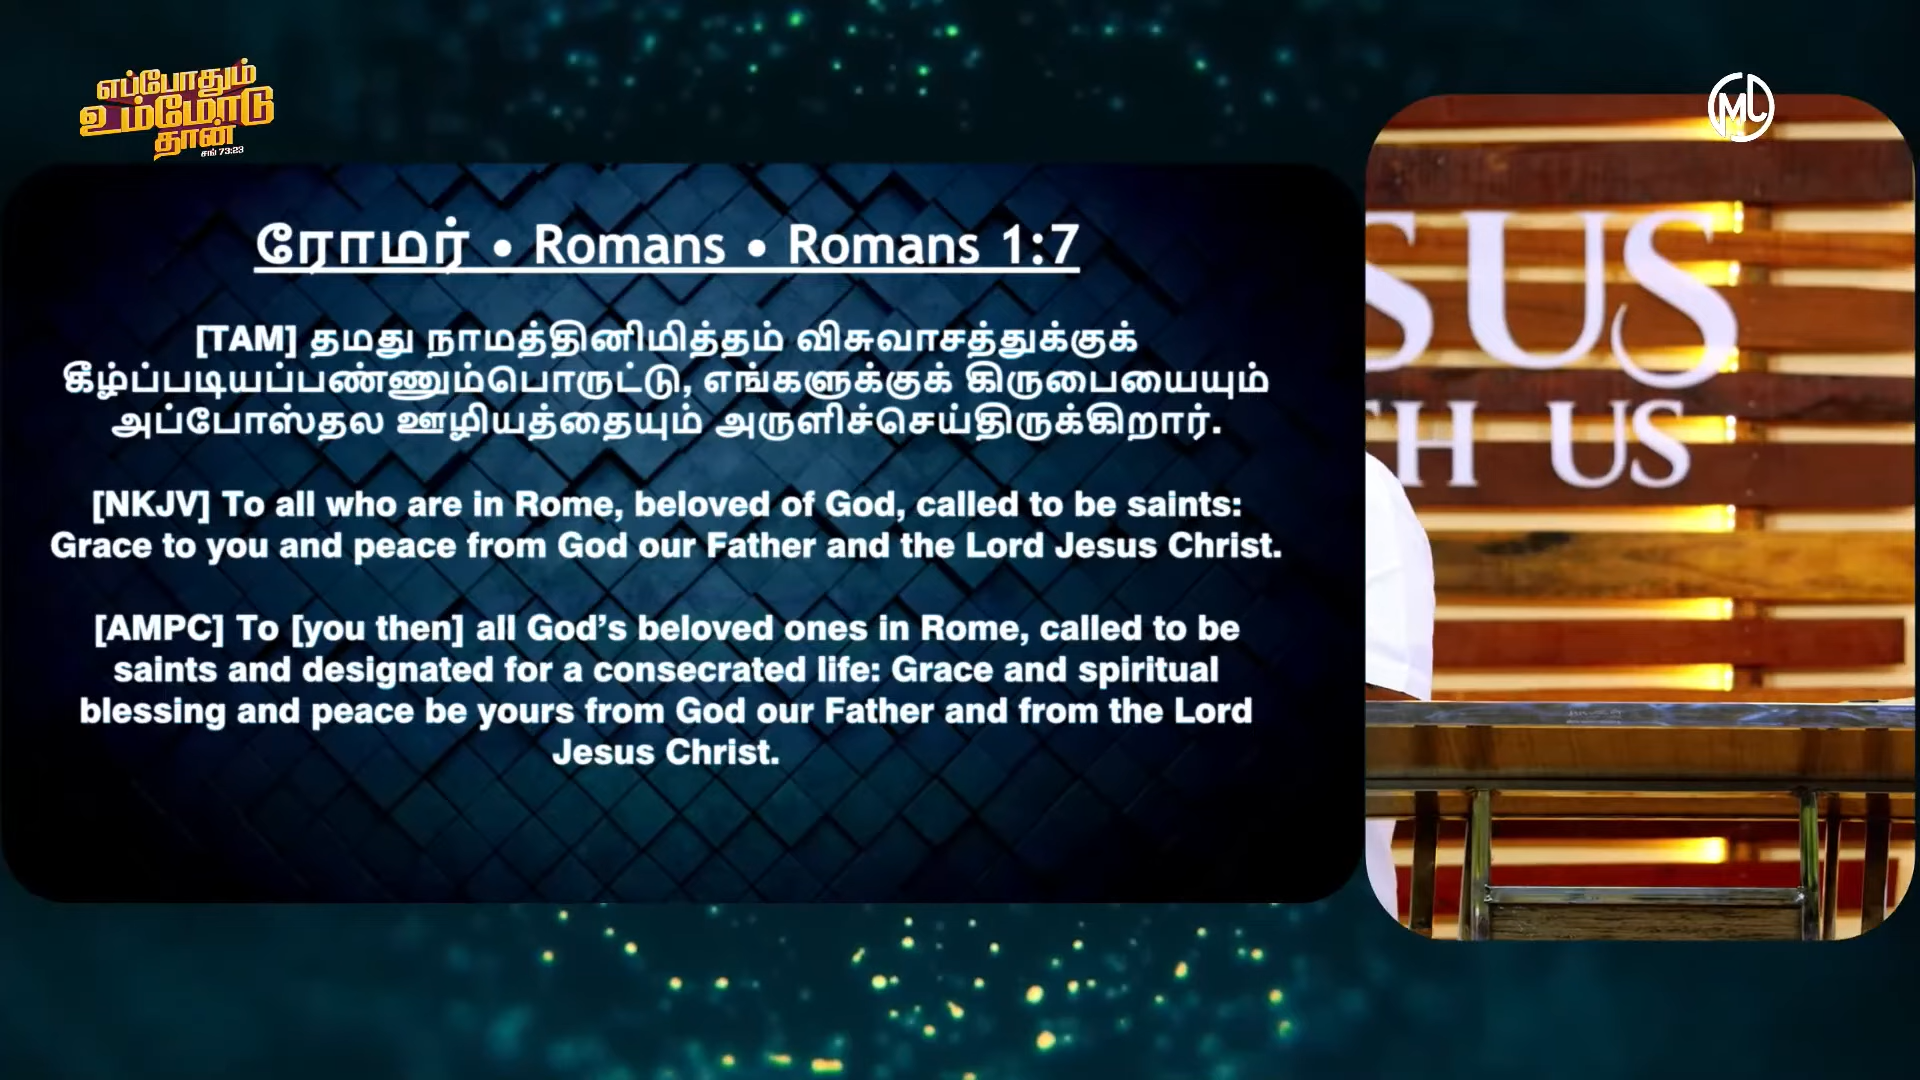 எப்போதும்
உம்மோடு
தான்
சங் 73:23
ML
ரோமர் • Romans • Romans 1:7
[TAM] தமது நாமத்தினிமித்தம் விசுவாசத்துக்குக்
கீழ்ப்படியப்பண்ணும்பொருட்டு, எங்களுக்குக் கிருபையையும்
அப்போஸ்தல ஊழியத்தையும் அருளிச்செய்திருக்கிறார்.
[NKJV] To all who are in Rome, beloved of God, called to be saints:
Grace to you and peace from God our Father and the Lord Jesus Christ.
[AMPC] To [you then] all God’s beloved ones in Rome, called to be
saints and designated for a consecrated life: Grace and spiritual
blessing and peace be yours from God our Father and from the Lord
Jesus Christ.
SUS
TH US